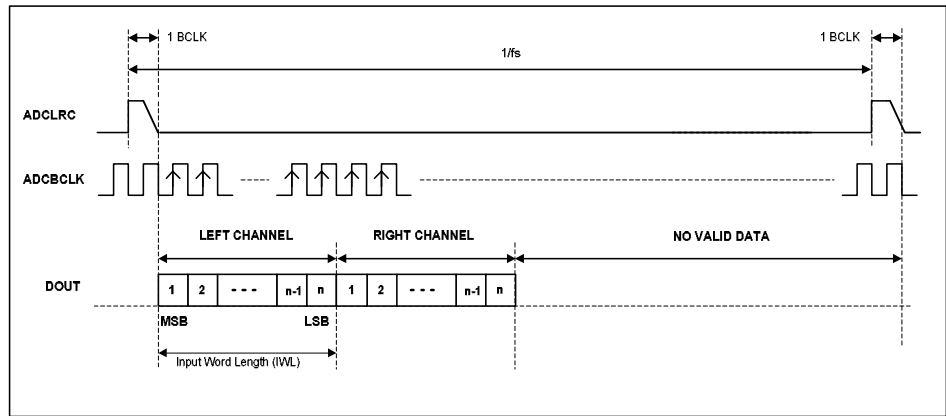 1 BCLK
1 BCLK
1/fs
ADCLRC
ADCBCLK
LEFT CHANNEL
RIGHT CHANNEL
NO VALID DATA
DOUT
1 2 n-1 n 1 2 n-1 n
MSB
LSB
Input Word Length (IWL)